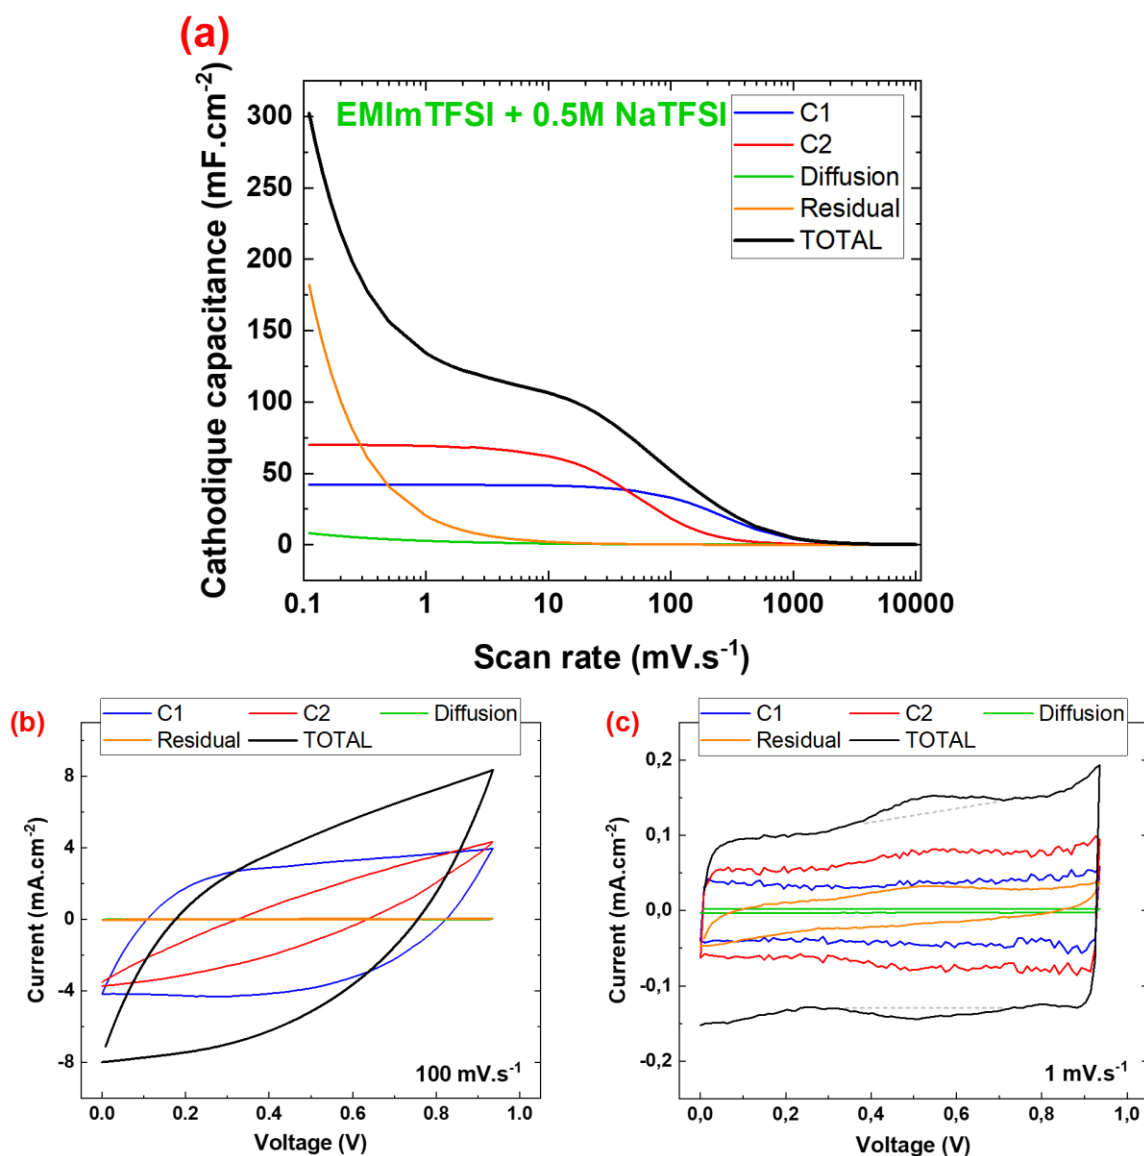 (a)
EMImTFSI + 0.5M NaTFSI
C1
C2
Diffusion
Residual
TOTAL
Cathodique capacitance (mF.cm-2)
300
250
200
150
100
50
0
0.1 1 10 100 1000 10000
Scan rate (mV.s-1)
(b)
C1 C2 Diffusion
Residual TOTAL
Current (mA.cm-2)
8
4
0
-4
-8
100 mV.s-1
0.0 0.2 0.4 0.6 0.8 1.0
Voltage (V)
(c)
C1 C2 Diffusion
Residual TOTAL
Current (mA.cm-2)
0,2
0,1
0,0
-0,1
-0,2
1 mV.s-1
0,0 0,2 0,4 0,6 0,8 1,0
Voltage (V)